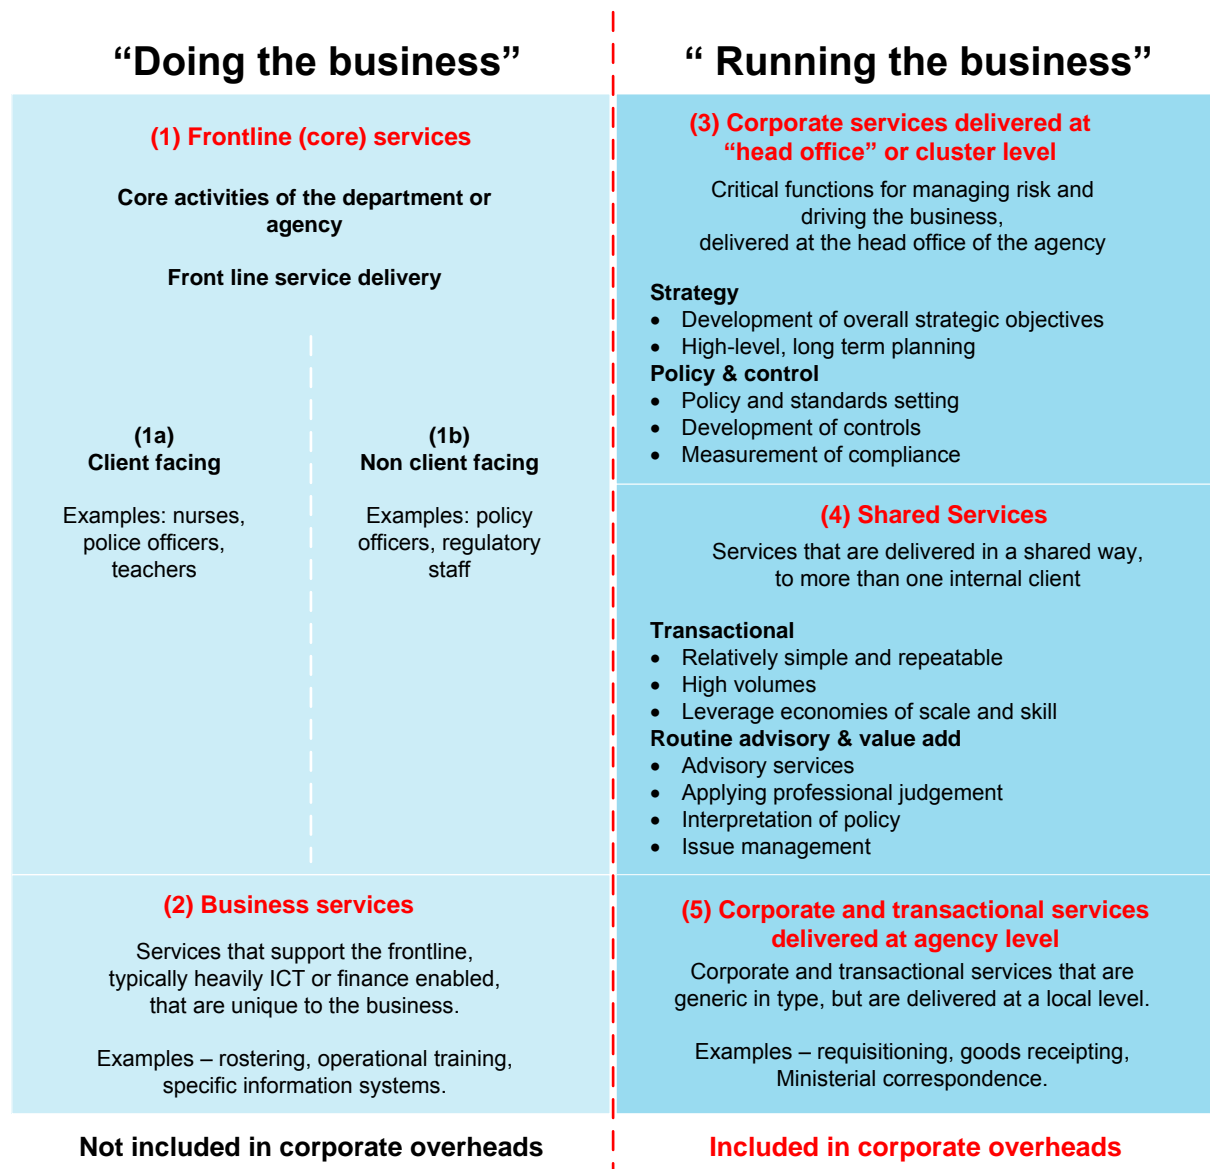 “Doing the business”
(1) Frontline (core) services
Core activities of the department or
agency
Front line service delivery
(1a)
Client facing
Examples: nurses,
police officers,
teachers
(1b)
Non client facing
Examples: policy
officers, regulatory
staff
(2) Business services
Services that support the frontline,
typically heavily ICT or finance enabled,
that are unique to the business.
Examples – rostering, operational training,
specific information systems.
Not included in corporate overheads
“ Running the business”
(3) Corporate services delivered at
“head office” or cluster level
Critical functions for managing risk and
driving the business,
delivered at the head office of the agency
Strategy
• Development of overall strategic objectives
• High-level, long term planning
Policy & control
• Policy and standards setting
• Development of controls
• Measurement of compliance
(4) Shared Services
Services that are delivered in a shared way,
to more than one internal client
Transactional
• Relatively simple and repeatable
• High volumes
• Leverage economies of scale and skill
Routine advisory & value add
• Advisory services
• Applying professional judgement
• Interpretation of policy
• Issue management
(5) Corporate and transactional services
delivered at agency level
Corporate and transactional services that are
generic in type, but are delivered at a local level.
Examples – requisitioning, goods receipting,
Ministerial correspondence.
Included in corporate overheads